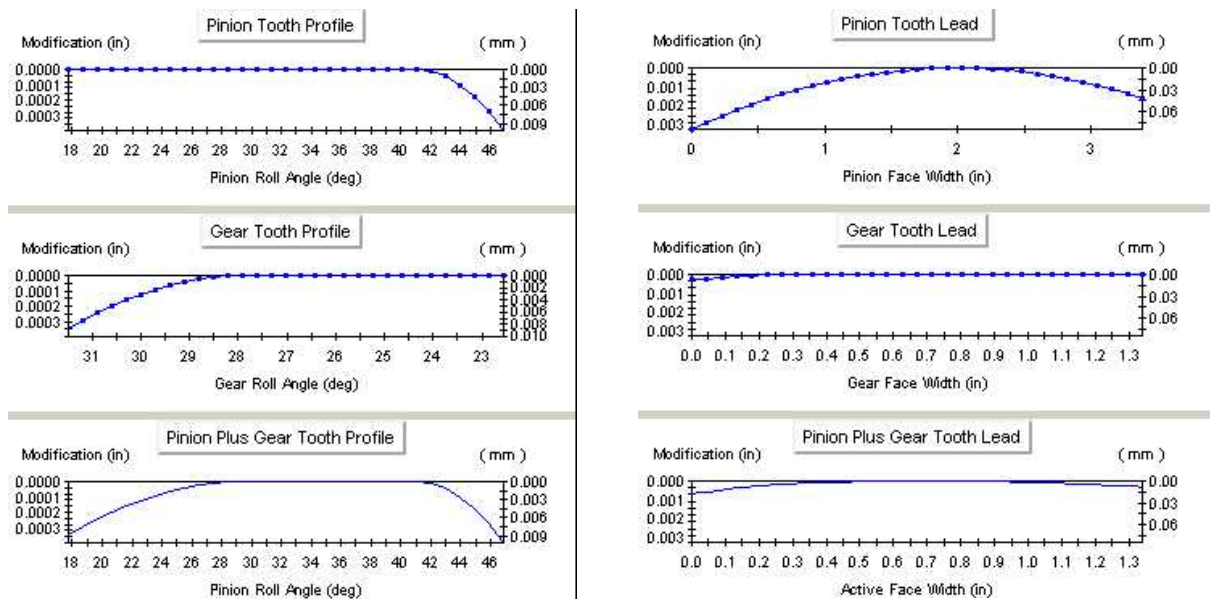 Pinion Tooth Profile
Modification (in) (mm)
0.0000 0.000
0.0001 0.003
0.0002 0.006
0.0003 0.009
18 20 22 24 26 28 30 32 34 36 38 40 42 44 46
Pinion Roll Angle (deg)
Gear Tooth Profile
Modification (in) (mm)
0.0000 0.000
0.0001 0.002
0.0002 0.004
0.0003 0.006
0.008
0.010
31 30 29 28 27 26 25 24 23
Gear Roll Angle (deg)
Pinion Plus Gear Tooth Profile
Modification (in) (mm)
0.0000 0.000
0.0001 0.003
0.0002 0.006
0.0003 0.009
18 20 22 24 26 28 30 32 34 36 38 40 42 44 46
Pinion Roll Angle (deg)
Pinion Tooth Lead
Modification (in) (mm)
0.000 0.00
0.001 0.03
0.002 0.06
0.003
0 1 2 3
Pinion Face Width (in)
Gear Tooth Lead
Modification (in) (mm)
0.000 0.00
0.001 0.03
0.002 0.06
0.003
0.0 0.1 0.2 0.3 0.4 0.5 0.6 0.7 0.8 0.9 1.0 1.1 1.2 1.3
Gear Face Width (in)
Pinion Plus Gear Tooth Lead
Modification (in) (mm)
0.000 0.00
0.001 0.03
0.002 0.06
0.003
0.0 0.1 0.2 0.3 0.4 0.5 0.6 0.7 0.8 0.9 1.0 1.1 1.2 1.3
Active Face Width (in)